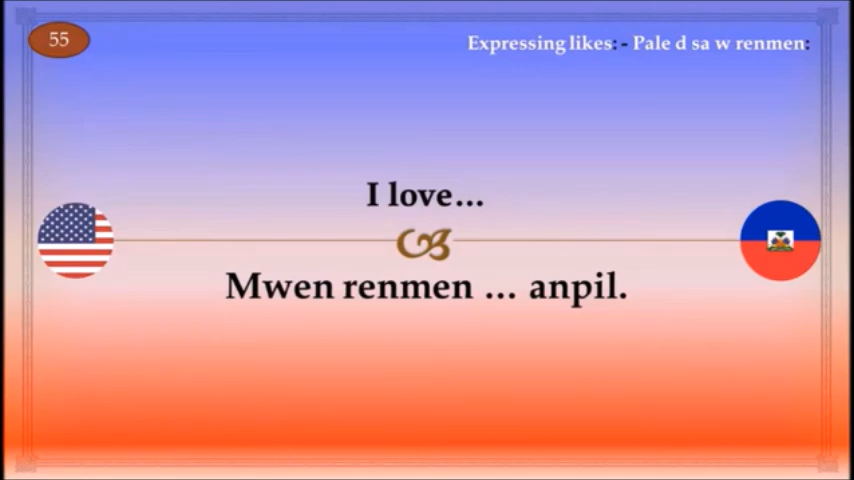 55
Expressing likes: - Pale d sa w renmen:
I love...
Mwen renmen ... anpil.